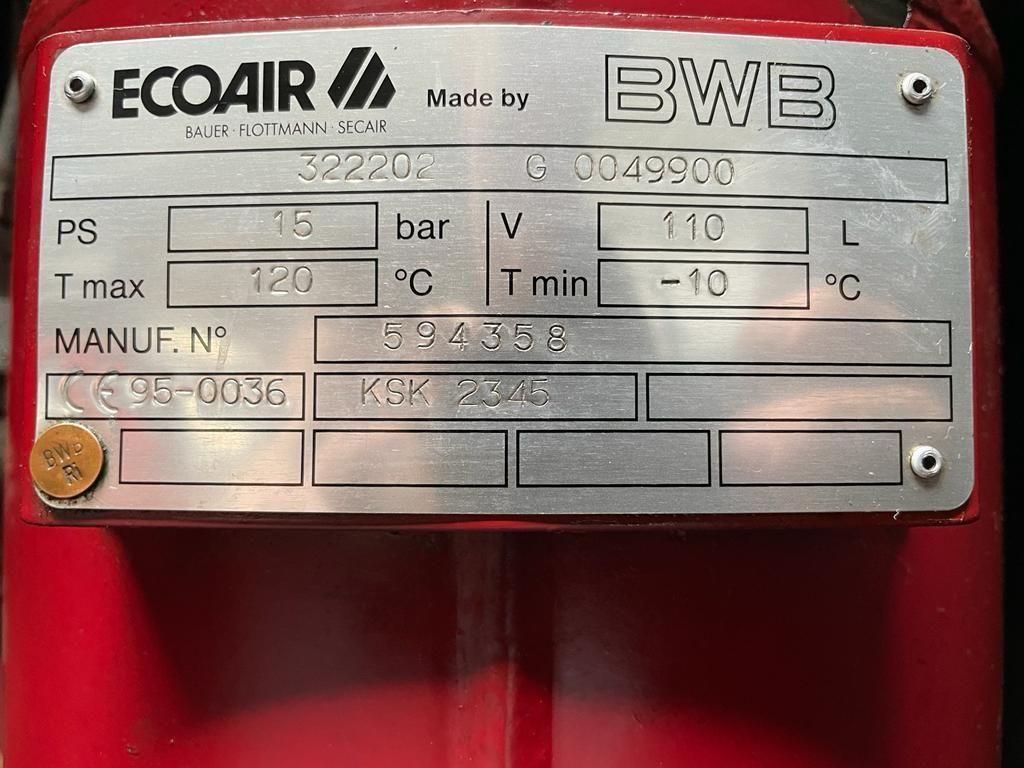 ECOAIR Made by BWB
BAUER · FLOTTMANN · SECAIR
322202 G 0049900
PS 15 bar V 110 L
T max 120 °C T min -10 °C
MANUF. N° 594358
CE 95-0036 KSK 2345
BWB
Ri